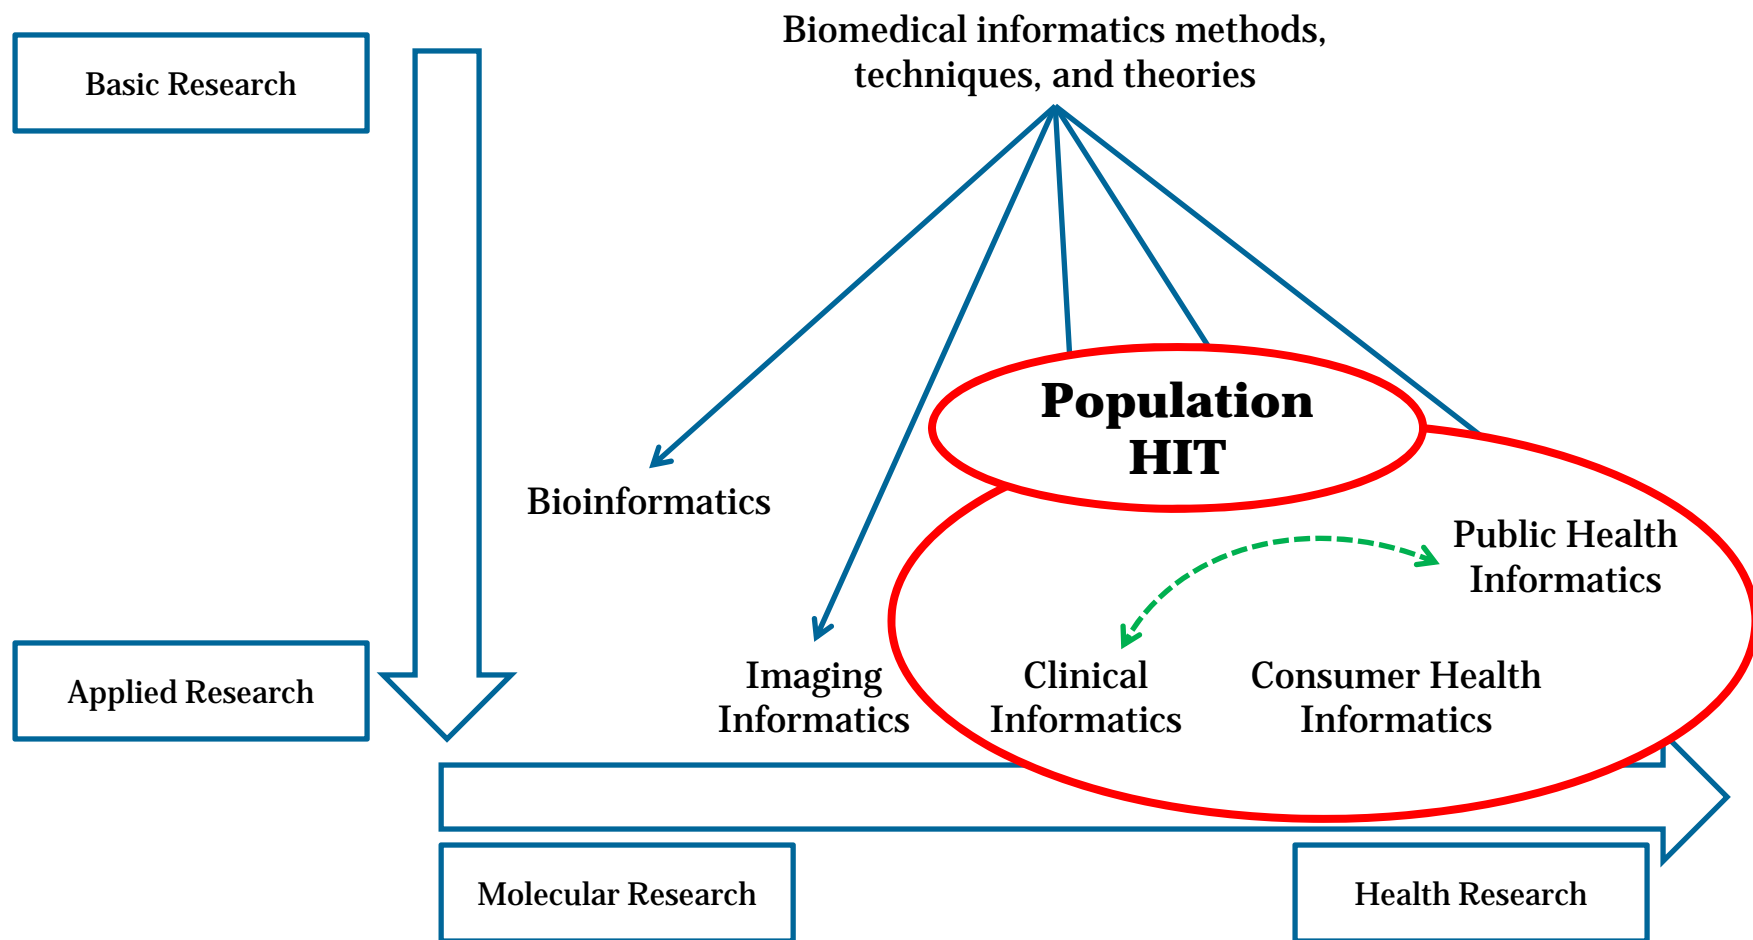 Basic Research
Biomedical informatics methods,
techniques, and theories
Population
HIT
Bioinformatics
Public Health
Informatics
Applied Research
Imaging
Informatics
Clinical
Informatics
Consumer Health
Informatics
Molecular Research
Health Research